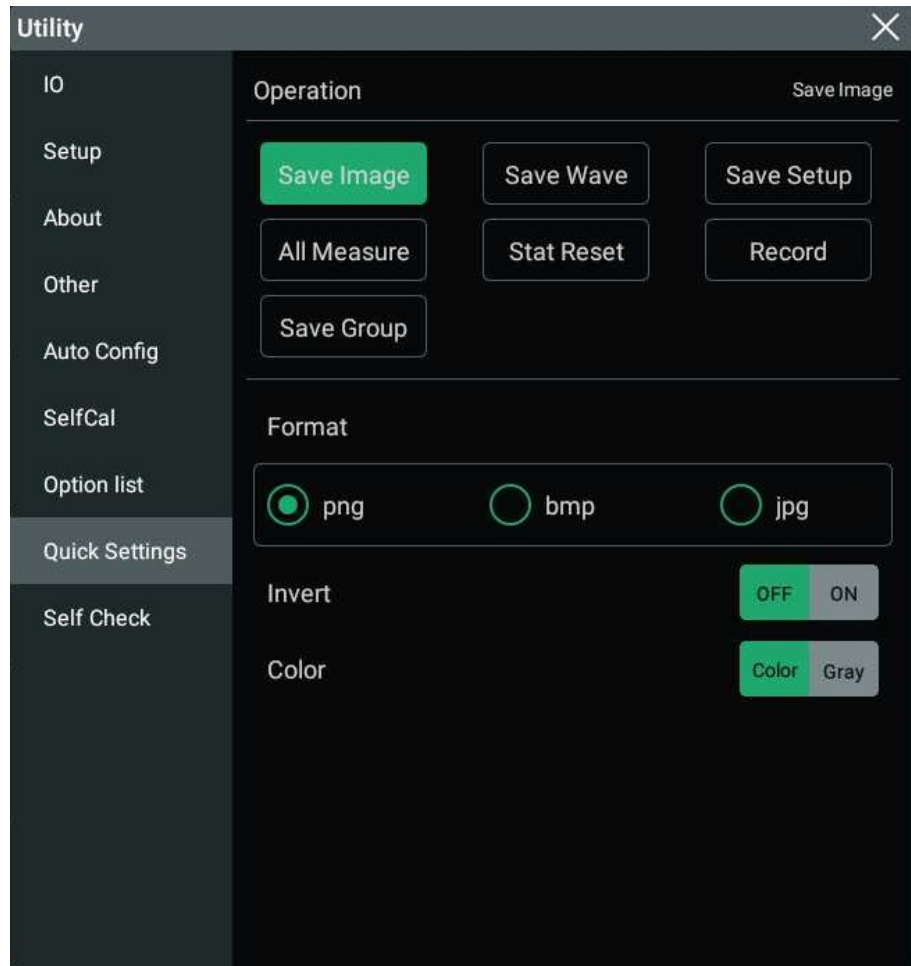 Utility
IO
Setup
About
Other
Auto Config
SelfCal
Option list
Quick Settings
Self Check
Operation Save Image
Save Image Save Wave Save Setup
All Measure Stat Reset Record
Save Group
Format
png bmp jpg
Invert OFF ON
Color Color Gray